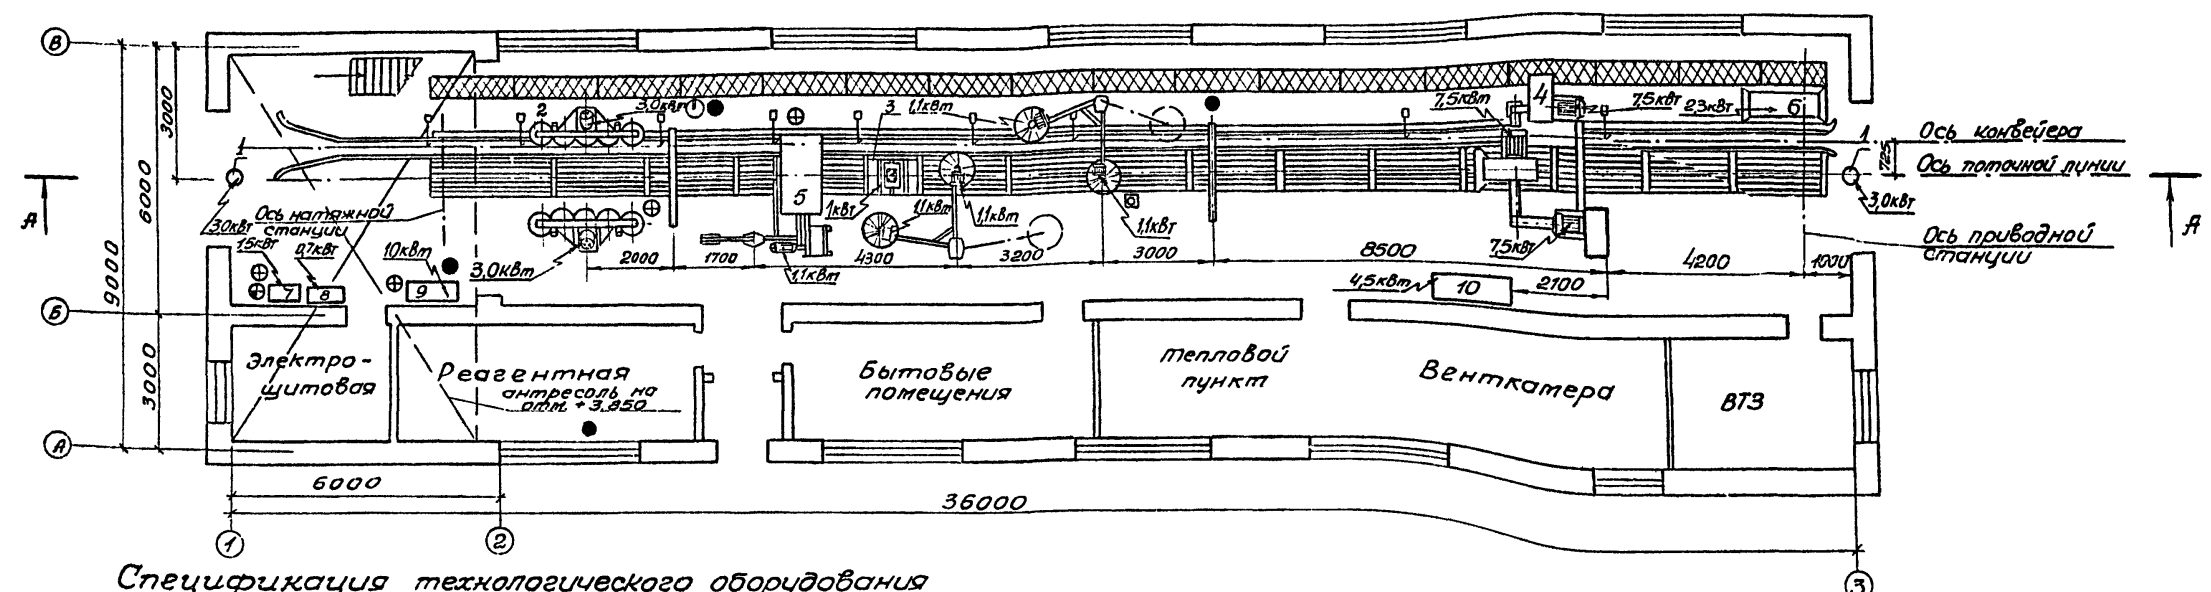 В
3000
6000
9000
3000
Б
А
А
1
3,0квт
2
3,0квт
3
1,1квт
7,5квт
4
7,5квт
2,3квт
6
1
Ось конвейера
725
Ось поточной линии
3,0квт
А
Ось натяжной
станции
1,5квт
0,7квт
10квт
7
8
9
3,0квт
5
1квт
1,1квт
1,1квт
1,1квт
1,1квт
7,5квт
Ось приводной
станции
2000
1700
4300
3200
3000
8500
4200
1000
4,5квт
10
2100
Электро-
щитовая
Реагентная
антресоль на
отм. +3.850
Бытовые
помещения
Тепловой
пункт
Венткамера
ВТЗ
6000
36000
1
2
3
Спецификация технологического оборудования